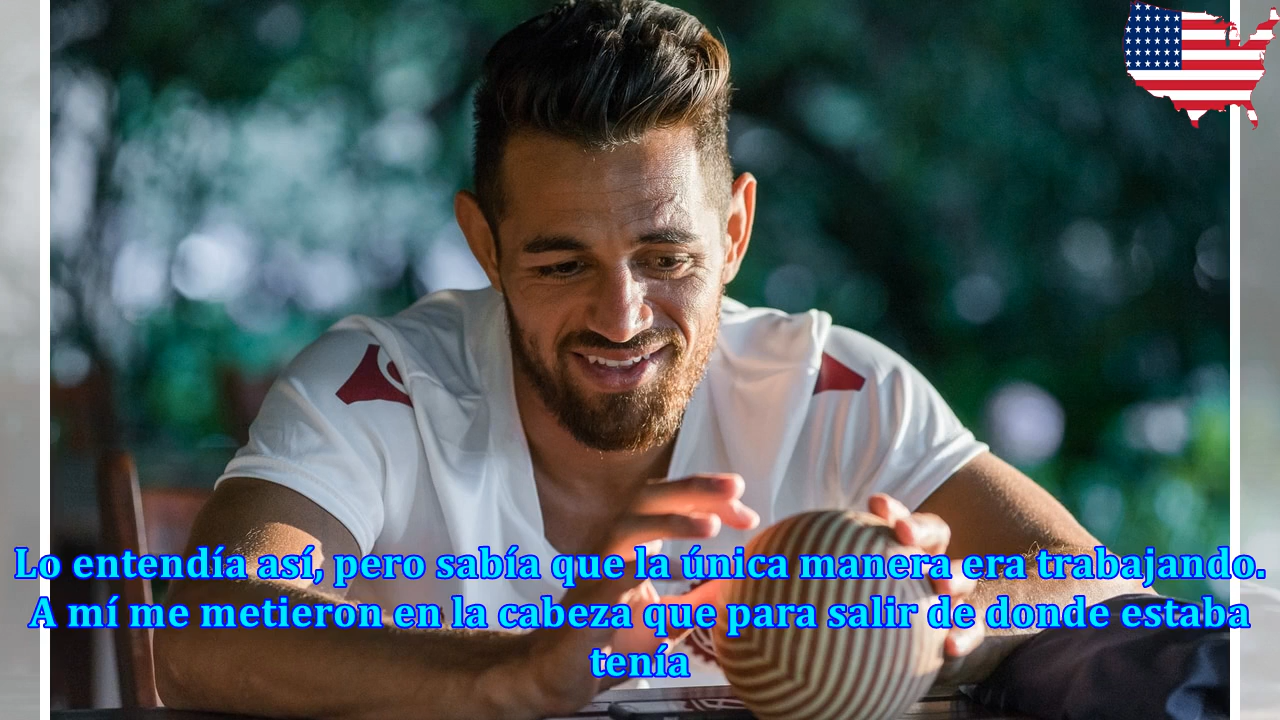 Lo entendía así, pero sabía que la única manera era trabajando.
A mí me metieron en la cabeza que para salir de donde estaba
tenía